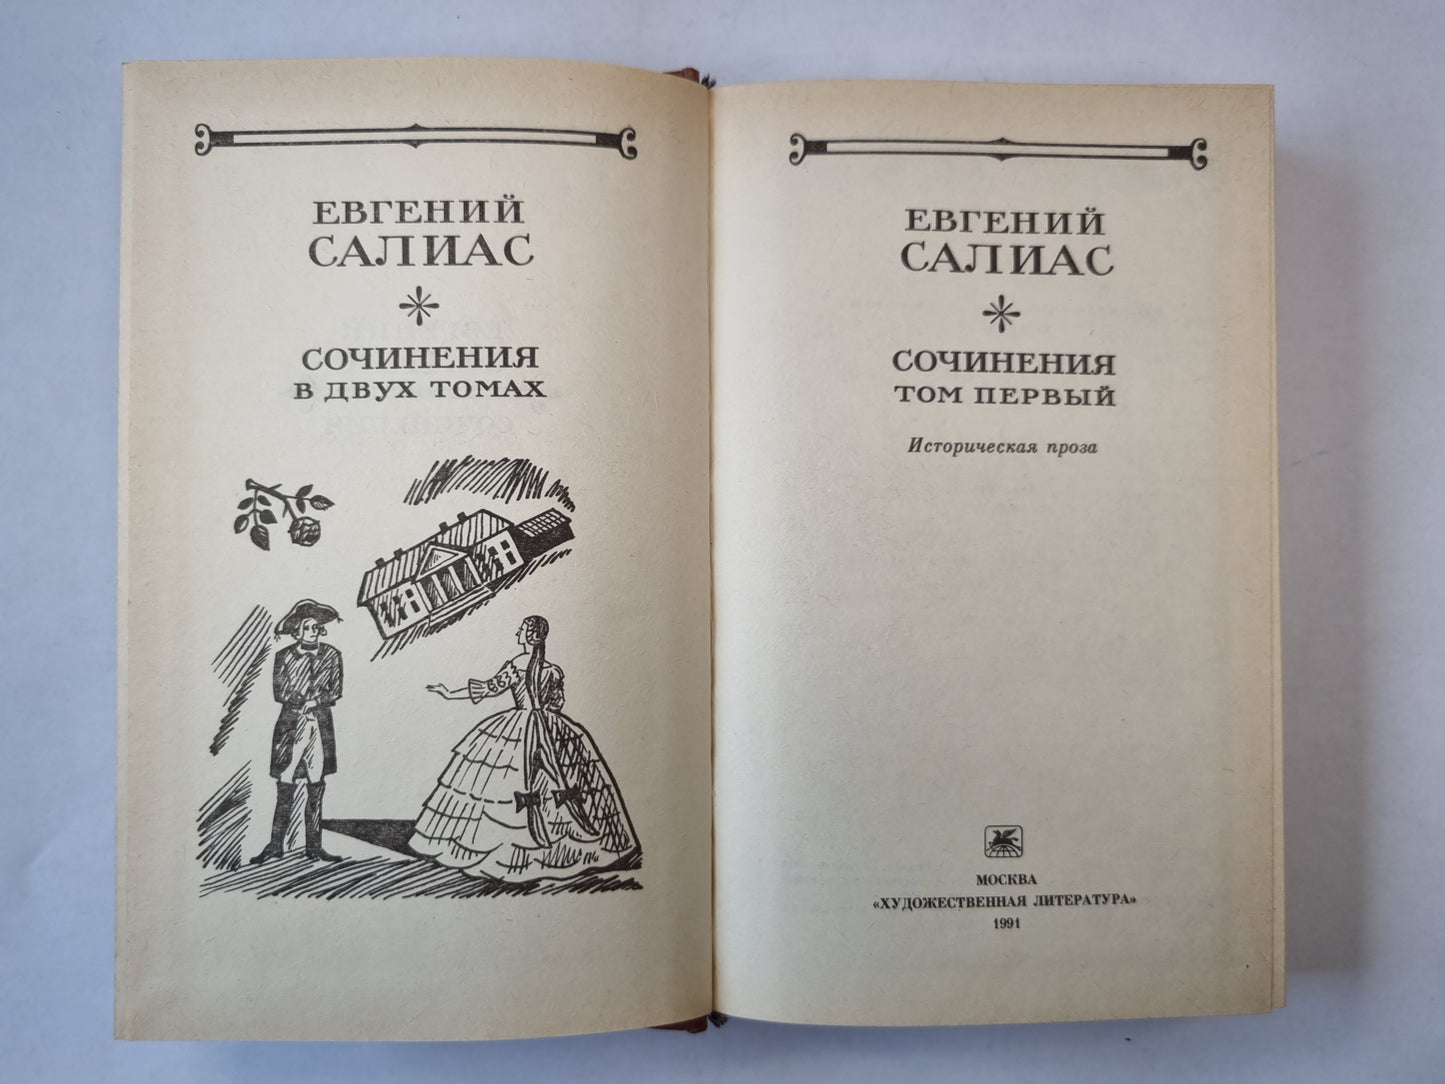 ЕВГЕНИЙ
САЛИАС
СОЧИНЕНИЯ
В ДВУХ ТОМАХ
ЕВГЕНИЙ
САЛИАС
СОЧИНЕНИЯ
ТОМ ПЕРВЫЙ
Историческая проза
МОСКВА
«ХУДОЖЕСТВЕННАЯ ЛИТЕРАТУРА»
1991